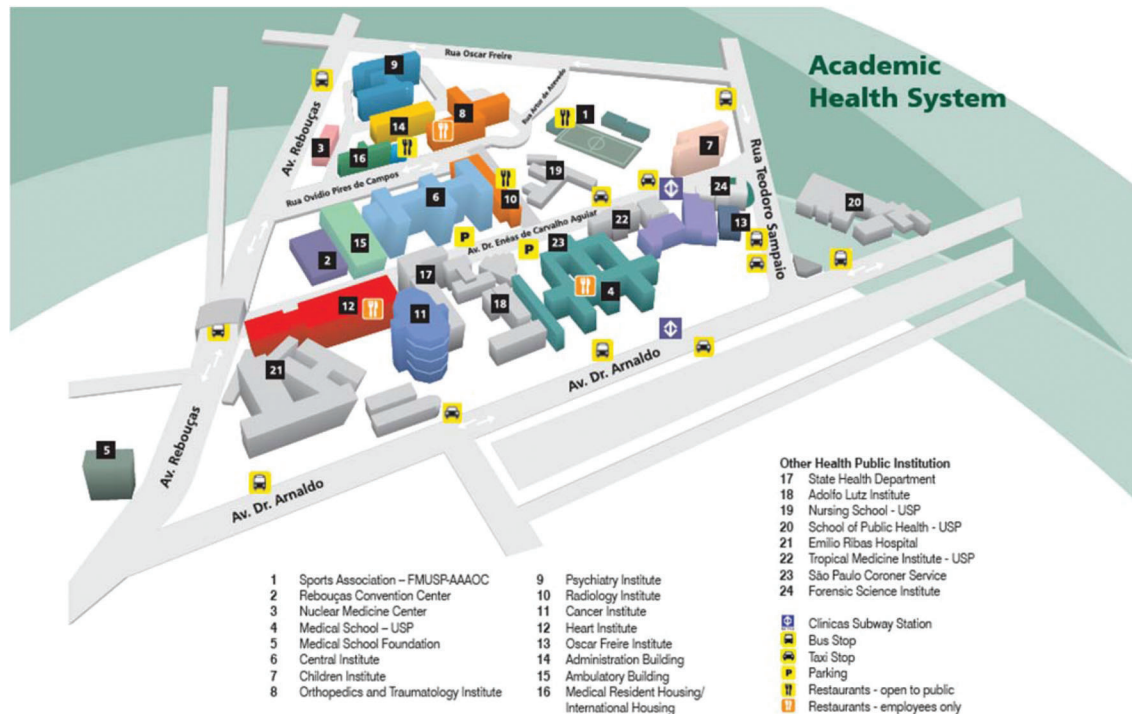 Academic
Health System
Rua Oscar Freire
Av. Rebouças
Rua Artur de Azevedo
Rua Ovídio Pires de Campos
Rua Teodoro Sampaio
Av. Dr. Enéas de Carvalho Aguiar
Av. Dr. Arnaldo
Av. Rebouças
Av. Dr. Arnaldo
9
8
1
14
3
16
7
19
24
6
10
20
22
13
15
P
23
P
2
17
4
12
11
18
21
5
1 Sports Association – FMUSP-AAAOC
2 Rebouças Convention Center
3 Nuclear Medicine Center
4 Medical School – USP
5 Medical School Foundation
6 Central Institute
7 Children Institute
8 Orthopedics and Traumatology Institute
9 Psychiatry Institute
10 Radiology Institute
11 Cancer Institute
12 Heart Institute
13 Oscar Freire Institute
14 Administration Building
15 Ambulatory Building
16 Medical Resident Housing/
International Housing
Other Health Public Institution
17 State Health Department
18 Adolfo Lutz Institute
19 Nursing School - USP
20 School of Public Health - USP
21 Emilio Ribas Hospital
22 Tropical Medicine Institute - USP
23 São Paulo Coroner Service
24 Forensic Science Institute
Clinicas Subway Station
Bus Stop
Taxi Stop
P Parking
Restaurants - open to public
Restaurants - employees only